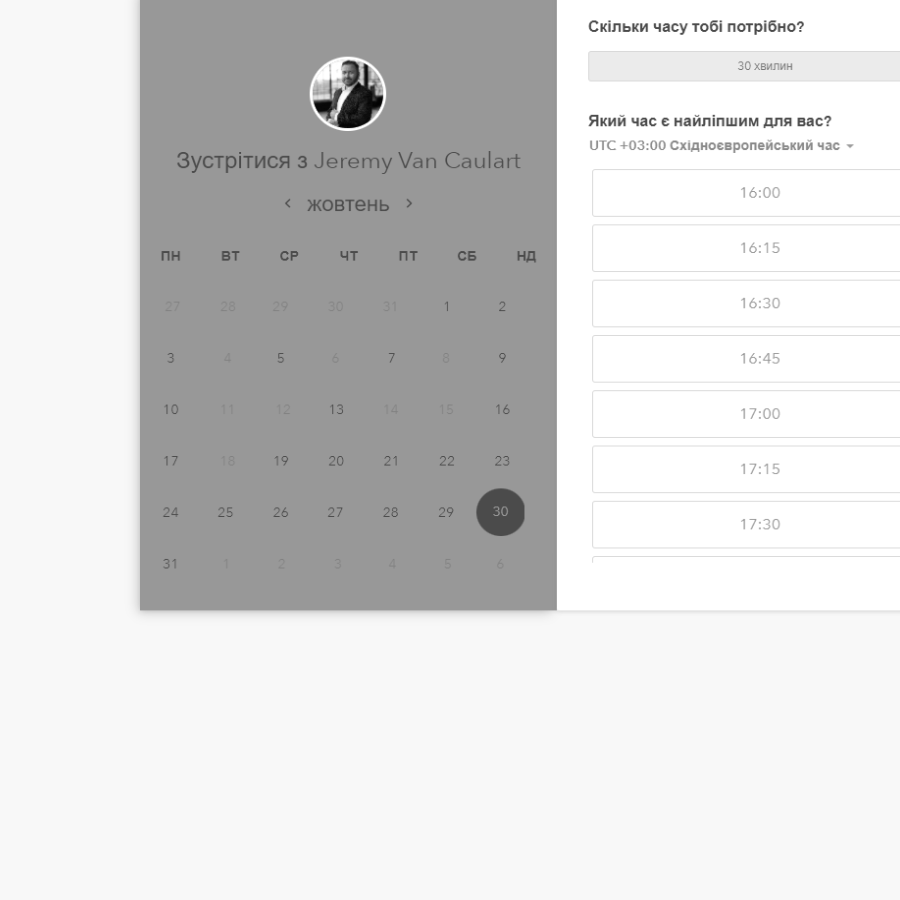 Зустрітися з Jeremy Van Caulart
жовтень
ПН ВТ СР ЧТ ПТ СБ НД
27 28 29 30 31 1 2
3 4 5 6 7 8 9
10 11 12 13 14 15 16
17 18 19 20 21 22 23
24 25 26 27 28 29 30
31 1 2 3 4 5 6
Скільки часу тобі потрібно?
30 хвилин
Який час є найліпшим для вас?
UTC +03:00 Східноєвропейський час
16:00
16:15
16:30
16:45
17:00
17:15
17:30